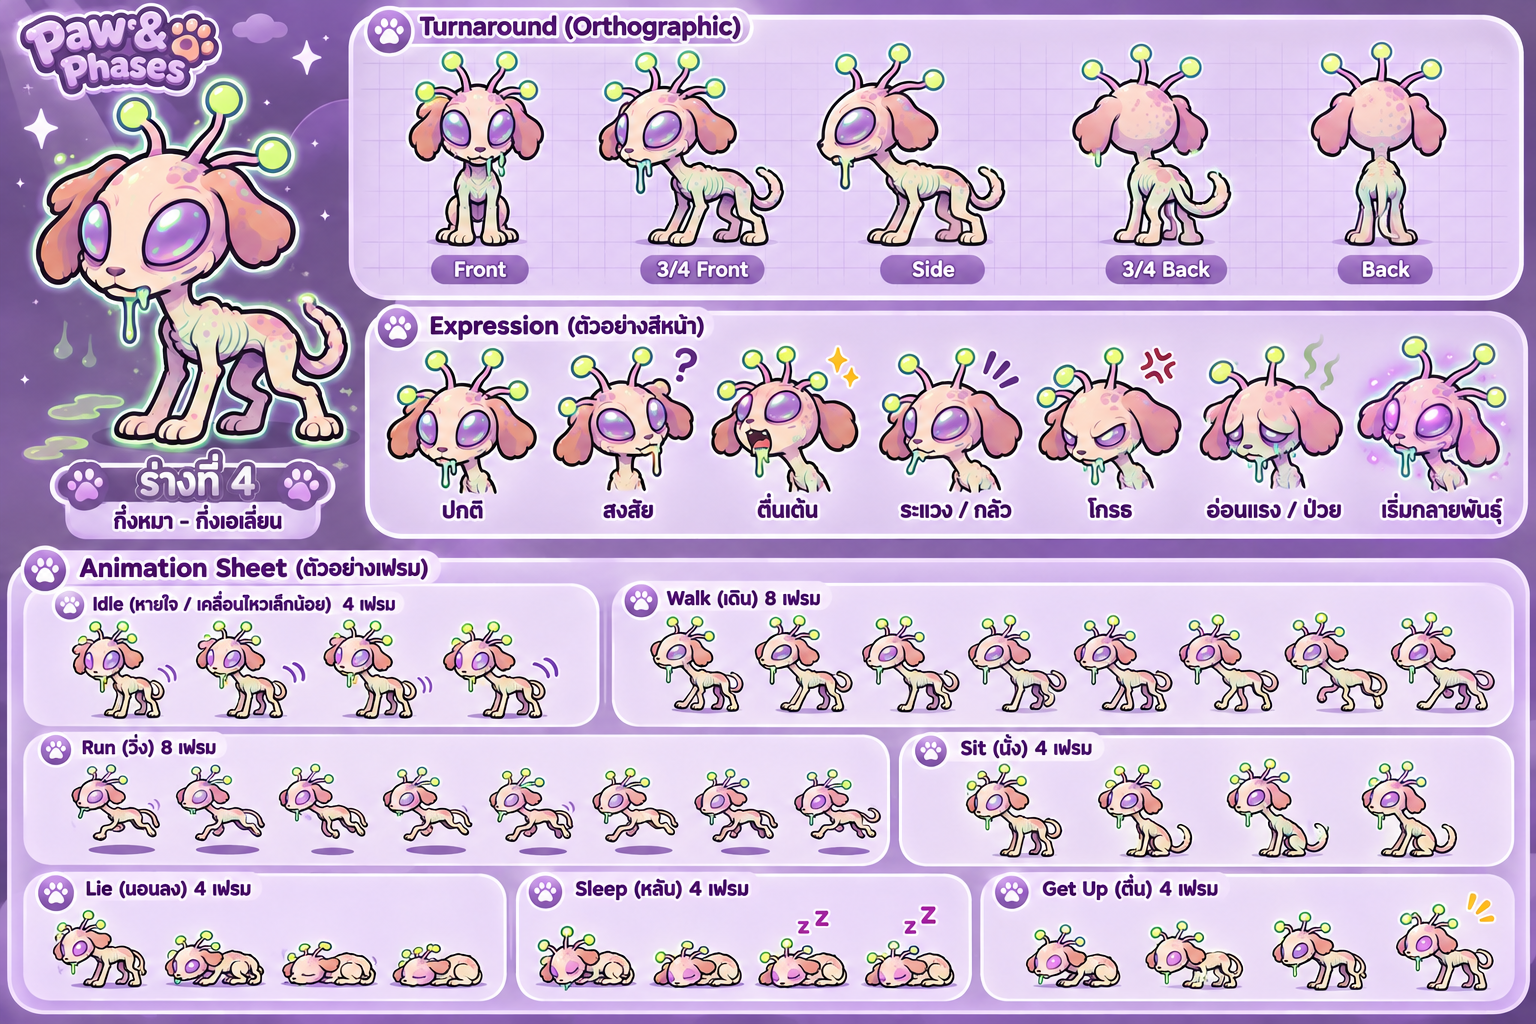 Paw &
Phases
ร่างที่ 4
กึ่งหมา - กึ่งเอเลี่ยน
Turnaround (Orthographic)
Front
3/4 Front
Side
3/4 Back
Back
Expression (ตัวอย่างสีหน้า)
?
ปกติ
สงสัย
ตื่นเต้น
ระแวง / กลัว
โกรธ
อ่อนแรง / ป่วย
เริ่มกลายพันธุ์
Animation Sheet (ตัวอย่างเฟรม)
Idle (หายใจ / เคลื่อนไหวเล็กน้อย) 4 เฟรม
Walk (เดิน) 8 เฟรม
Run (วิ่ง) 8 เฟรม
Sit (นั้ง) 4 เฟรม
Lie (นอนลง) 4 เฟรม
Sleep (หลัน) 4 เฟรม
z Z
z Z
Get Up (ตื่น) 4 เฟรม